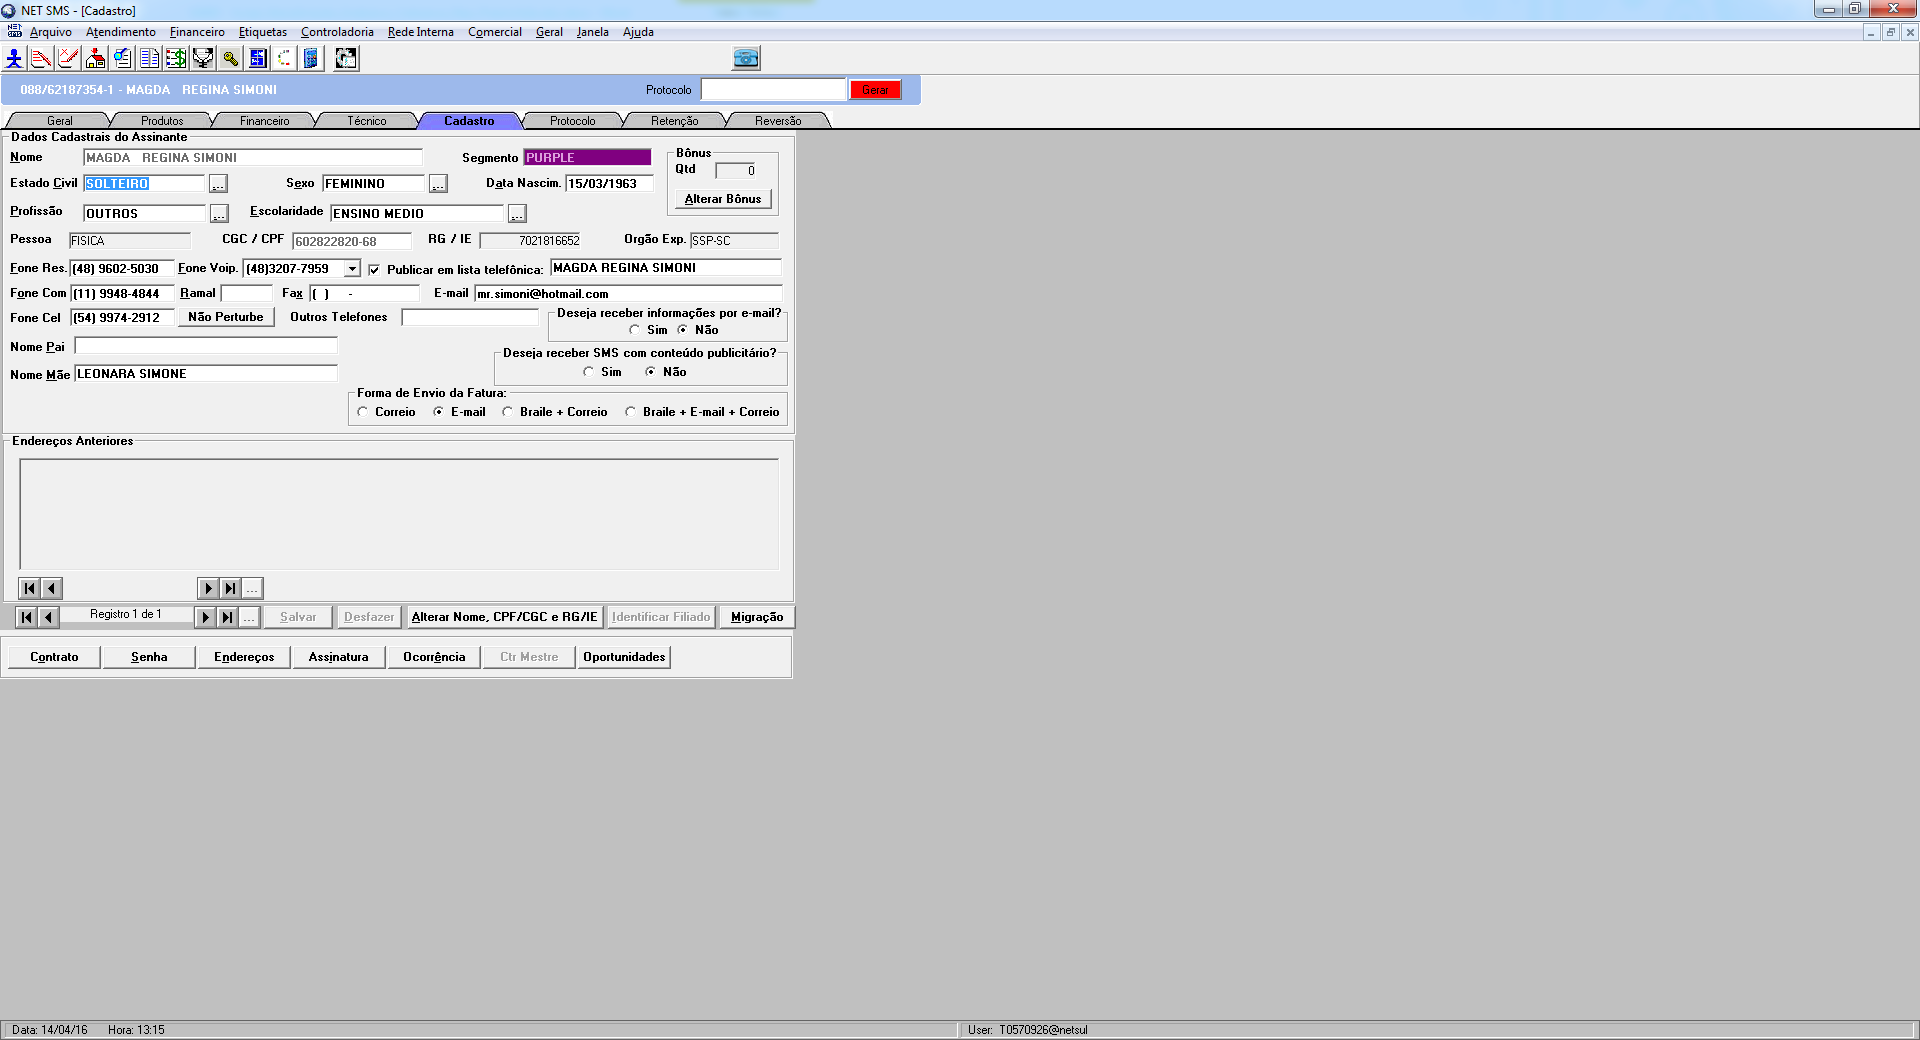 NET SMS - [Cadastro]
NET SMS Arquivo Atendimento Financeiro Etiquetas Controladoria Rede Interna Comercial Geral Janela Ajuda
088/62187354-1 - MAGDA REGINA SIMONI Protocolo Gerar
Geral Produtos Financeiro Técnico Cadastro Protocolo Retenção Reversão
Dados Cadastrais do Assinante
Nome MAGDA REGINA SIMONI Segmento PURPLE Bônus
Qtd 0
Estado Civil SOLTEIRO ... Sexo FEMININO ... Data Nascim. 15/03/1963
Alterar Bônus
Profissão OUTROS ... Escolaridade ENSINO MEDIO ...
Pessoa FISICA CGC / CPF 602822820-68 RG / IE 7021816652 Orgão Exp. SSP-SC
Fone Res. (48) 9602-5030 Fone Voip. (48)3207-7959 Publicar em lista telefônica: MAGDA REGINA SIMONI
Fone Com (11) 9948-4844 Ramal Fax ( ) - E-mail mr.simoni@hotmail.com
Fone Cel (54) 9974-2912 Não Perturbe Outros Telefones Deseja receber informações por e-mail?
Sim Não
Nome Pai
Deseja receber SMS com conteúdo publicitário?
Nome Mãe LEONARA SIMONE Sim Não
Forma de Envio da Fatura:
Correio E-mail Braile + Correio Braile + E-mail + Correio
Endereços Anteriores
...
Registro 1 de 1 ... Salvar Desfazer Alterar Nome, CPF/CGC e RG/IE Identificar Filiado Migração
Contrato Senha Endereços Assinatura Ocorrência Ctr Mestre Oportunidades
Data: 14/04/16 Hora: 13:15 User: T0570926@netsul